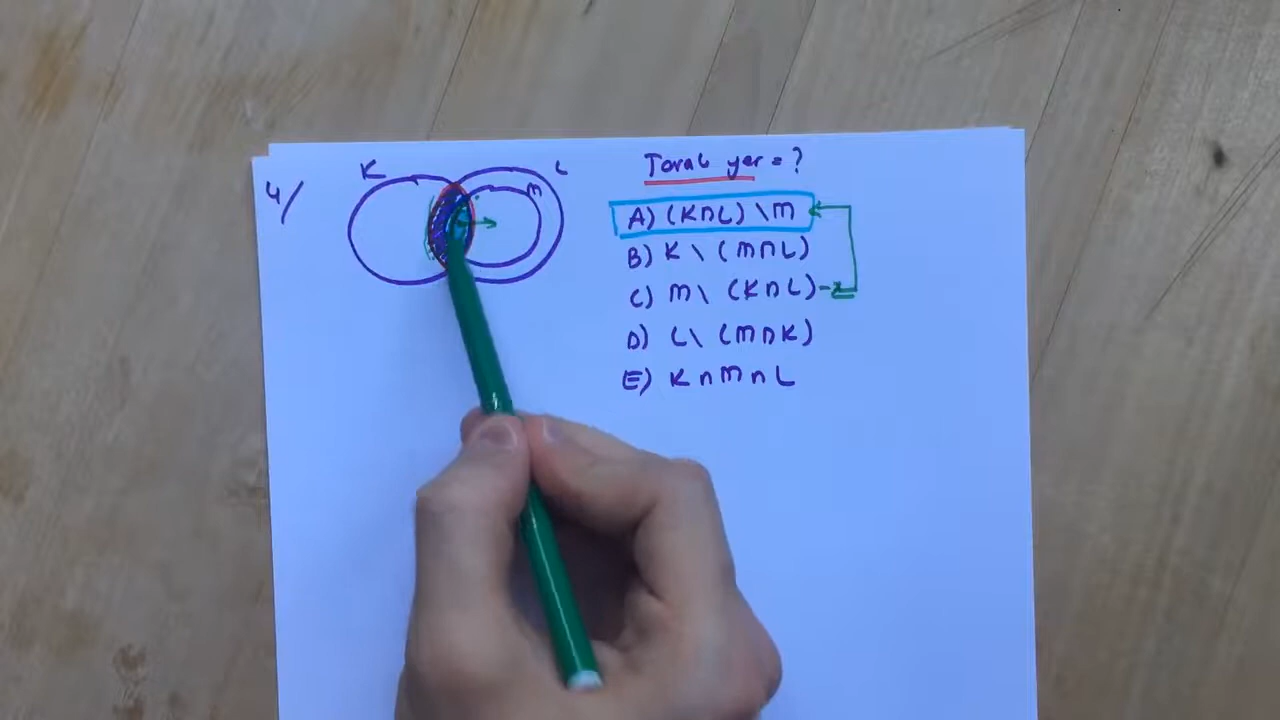 4/
K
L
m
Taralı yer = ?
A) (K∩L) \ m
B) K \ (m∩L)
C) m \ (K∩L)
D) L \ (m∩K)
E) K∩m∩L